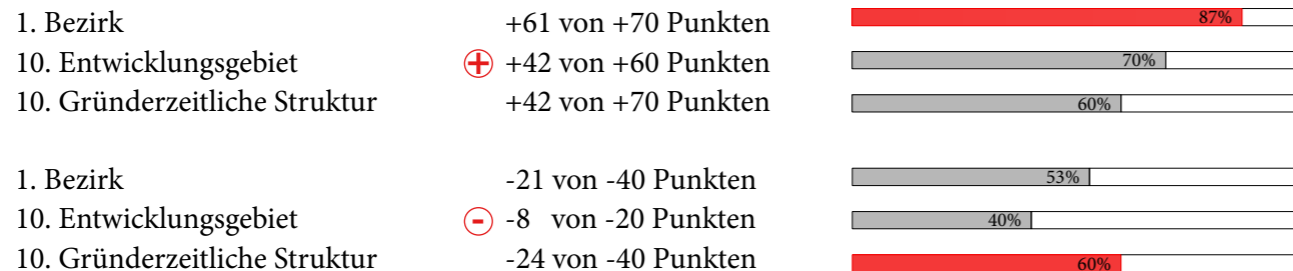 1. Bezirk +61 von +70 Punkten 87%
10. Entwicklungsgebiet + +42 von +60 Punkten 70%
10. Gründerzeitliche Struktur +42 von +70 Punkten 60%
1. Bezirk -21 von -40 Punkten 53%
10. Entwicklungsgebiet - -8 von -20 Punkten 40%
10. Gründerzeitliche Struktur -24 von -40 Punkten 60%